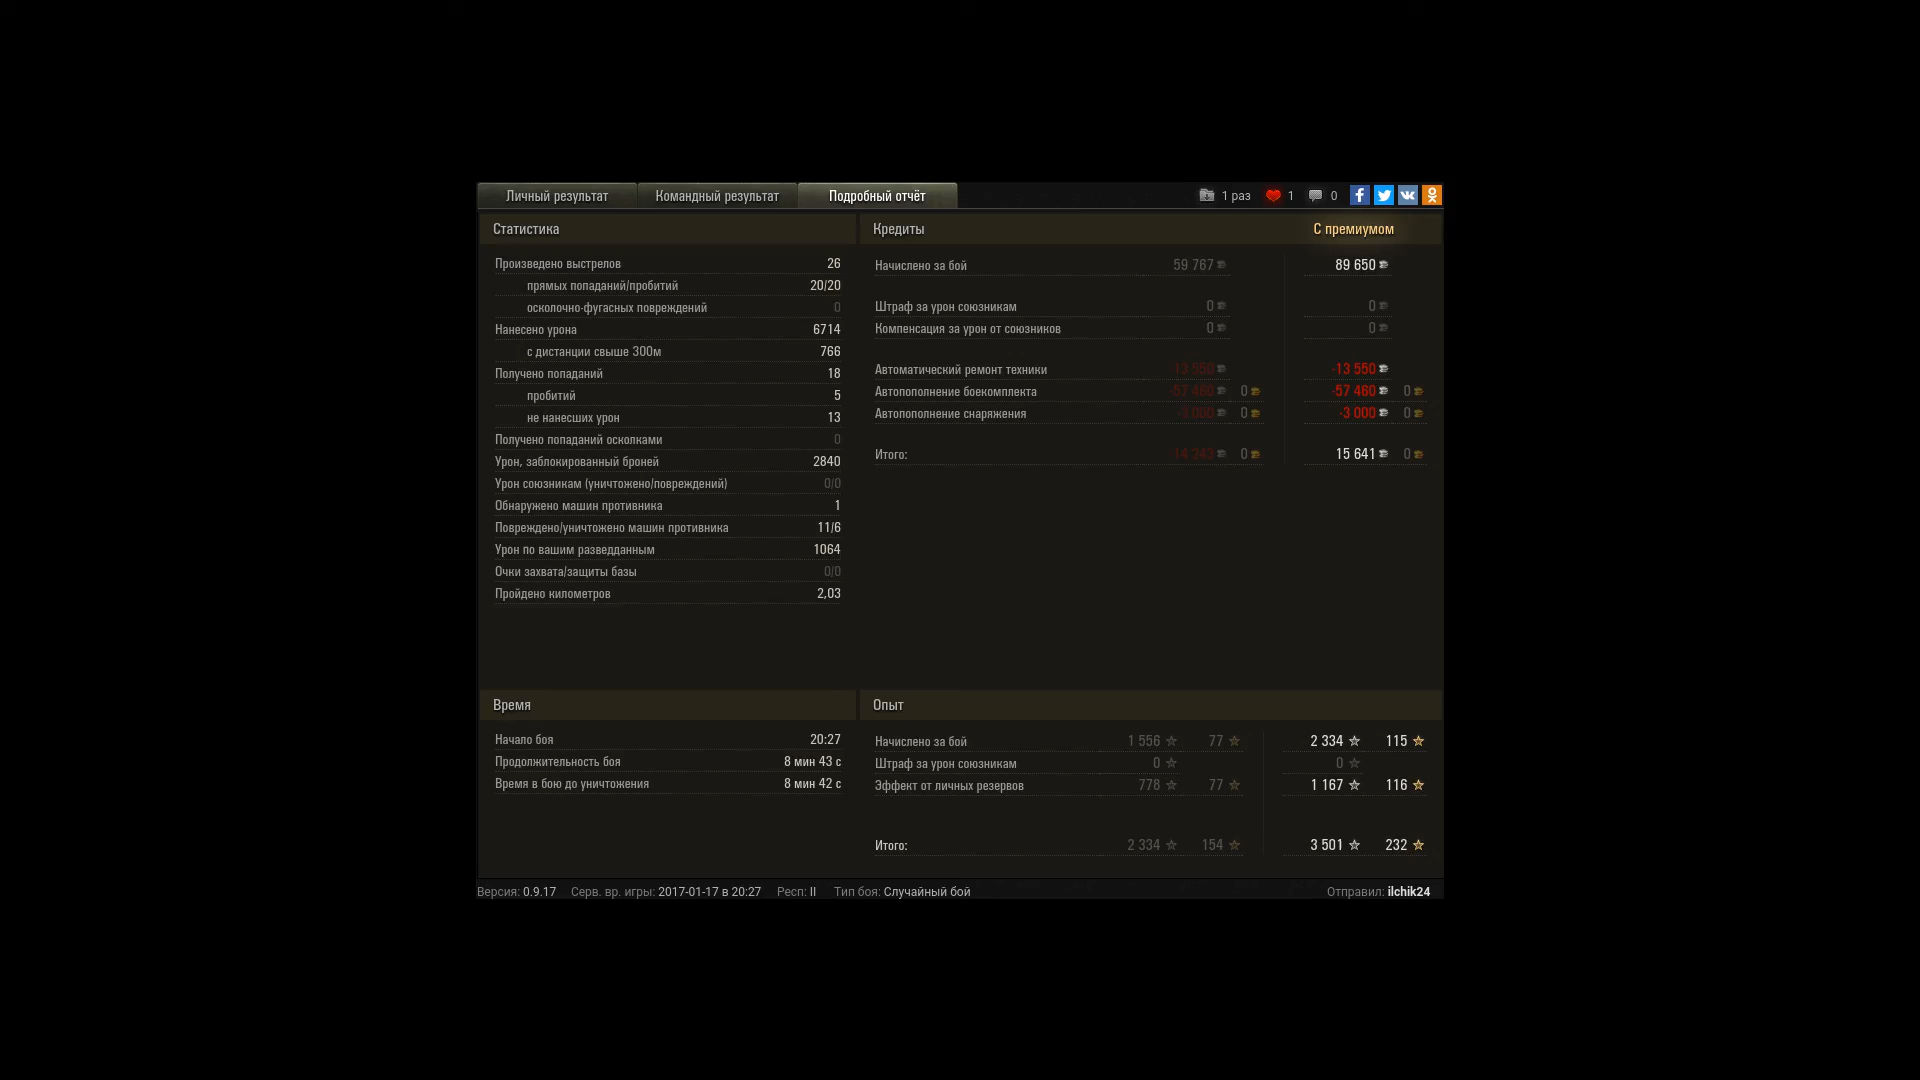 Личный результат Командный результат Подробный отчёт 1 раз 1 0
Статистика
Произведено выстрелов 26
прямых попаданий/пробитий 20/20
осколочно-фугасных повреждений 0
Нанесено урона 6714
с дистанции свыше 300м 766
Получено попаданий 18
пробитий 5
не нанесших урон 13
Получено попаданий осколками 0
Урон, заблокированный броней 2840
Урон союзникам (уничтожено/повреждений) 0/0
Обнаружено машин противника 1
Повреждено/уничтожено машин противника 11/6
Урон по вашим разведданным 1064
Очки захвата/защиты базы 0/0
Пройдено километров 2,03
Кредиты С премиумом
Начислено за бой 59 767 89 650
Штраф за урон союзникам 0 0
Компенсация за урон от союзников 0 0
Автоматический ремонт техники -13 550 -13 550
Автопополнение боекомплекта -57 460 0 -57 460 0
Автопополнение снаряжения -3 000 0 -3 000 0
Итого: -14 243 0 15 641 0
Время
Начало боя 20:27
Продолжительность боя 8 мин 43 с
Время в бою до уничтожения 8 мин 42 с
Опыт
Начислено за бой 1 556 77 2 334 115
Штраф за урон союзникам 0 0
Эффект от личных резервов 778 77 1 167 116
Итого: 2 334 154 3 501 232
Версия: 0.9.17 Серв. вр. игры: 2017-01-17 в 20:27 Респ: II Тип боя: Случайный бой Отправил: ilchik24